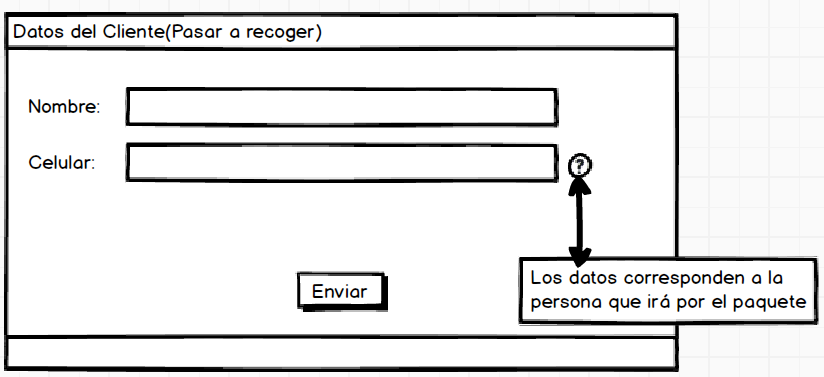 Datos del Cliente(Pasar a recoger)
Nombre:
Celular:
?
Enviar
Los datos corresponden a la
persona que irá por el paquete